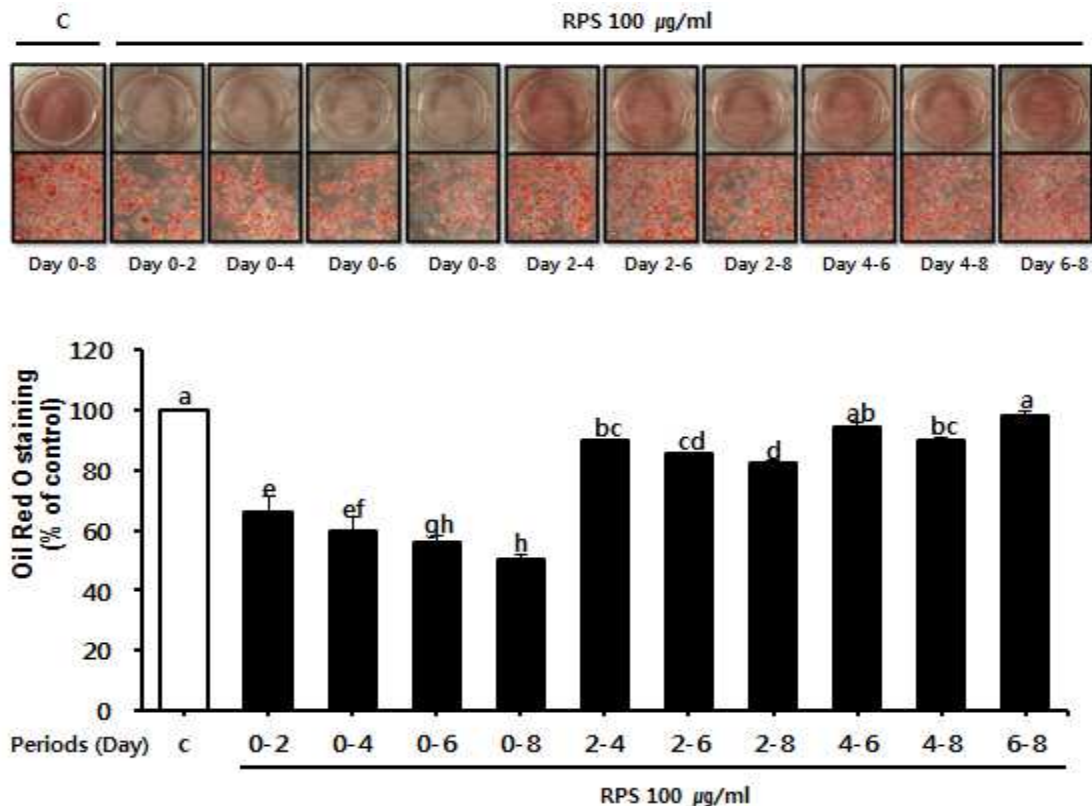 C RPS 100 μg/ml
Day 0-8 Day 0-2 Day 0-4 Day 0-6 Day 0-8 Day 2-4 Day 2-6 Day 2-8 Day 4-6 Day 4-8 Day 6-8
Oil Red O staining
(% of control)
120
100
80
60
40
20
0
a e ef gh h bc cd d ab bc a
Periods (Day) c 0-2 0-4 0-6 0-8 2-4 2-6 2-8 4-6 4-8 6-8
RPS 100 μg/ml